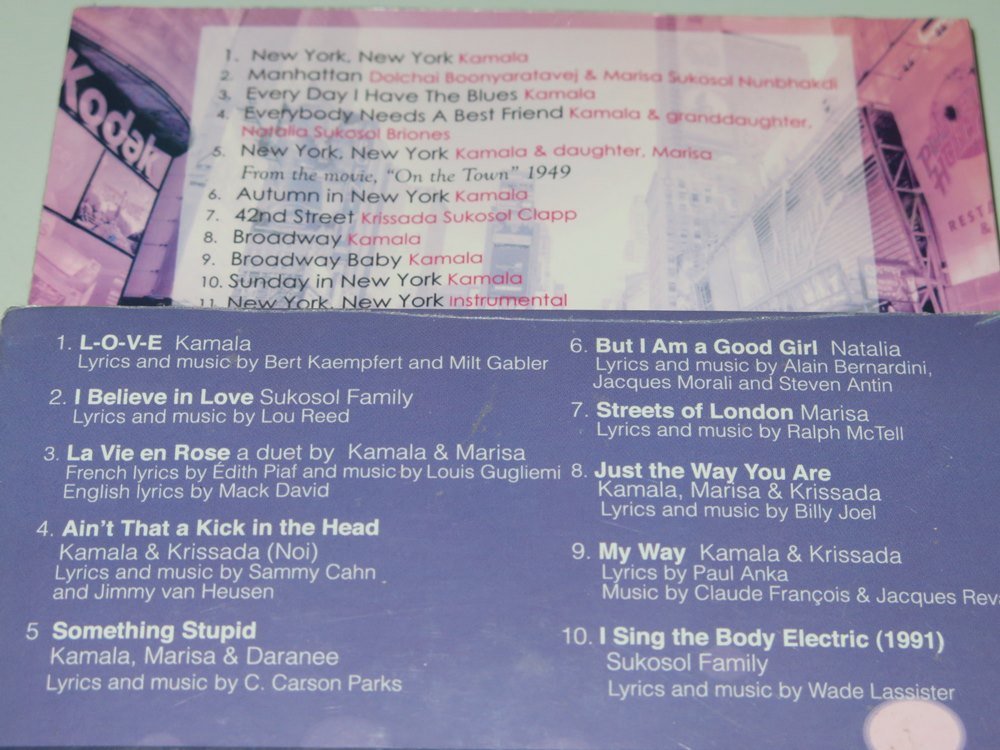 Kodak
1. New York, New York Kamala
2. Manhattan Dolchai Boonyaratavej & Marisa Sukosol Nunbhakdi
3. Every Day I Have The Blues Kamala
4. Everybody Needs A Best Friend Kamala & granddaughter,
Natalia Sukosol Briones
5. New York, New York Kamala & daughter, Marisa
From the movie, "On the Town" 1949
6. Autumn in New York Kamala
7. 42nd Street Krissada Sukosol Clapp
8. Broadway Kamala
9. Broadway Baby Kamala
10. Sunday in New York Kamala
11. New York, New York Instrumental
1. L-O-V-E Kamala
Lyrics and music by Bert Kaempfert and Milt Gabler
2. I Believe in Love Sukosol Family
Lyrics and music by Lou Reed
3. La Vie en Rose a duet by Kamala & Marisa
French lyrics by Édith Piaf and music by Louis Gugliemi
English lyrics by Mack David
4. Ain't That a Kick in the Head
Kamala & Krissada (Noi)
Lyrics and music by Sammy Cahn
and Jimmy van Heusen
5 Something Stupid
Kamala, Marisa & Daranee
Lyrics and music by C. Carson Parks
6. But I Am a Good Girl Natalia
Lyrics and music by Alain Bernardini,
Jacques Morali and Steven Antin
7. Streets of London Marisa
Lyrics and music by Ralph McTell
8. Just the Way You Are
Kamala, Marisa & Krissada
Lyrics and music by Billy Joel
9. My Way Kamala & Krissada
Lyrics by Paul Anka
Music by Claude François & Jacques Rev
10. I Sing the Body Electric (1991)
Sukosol Family
Lyrics and music by Wade Lassister